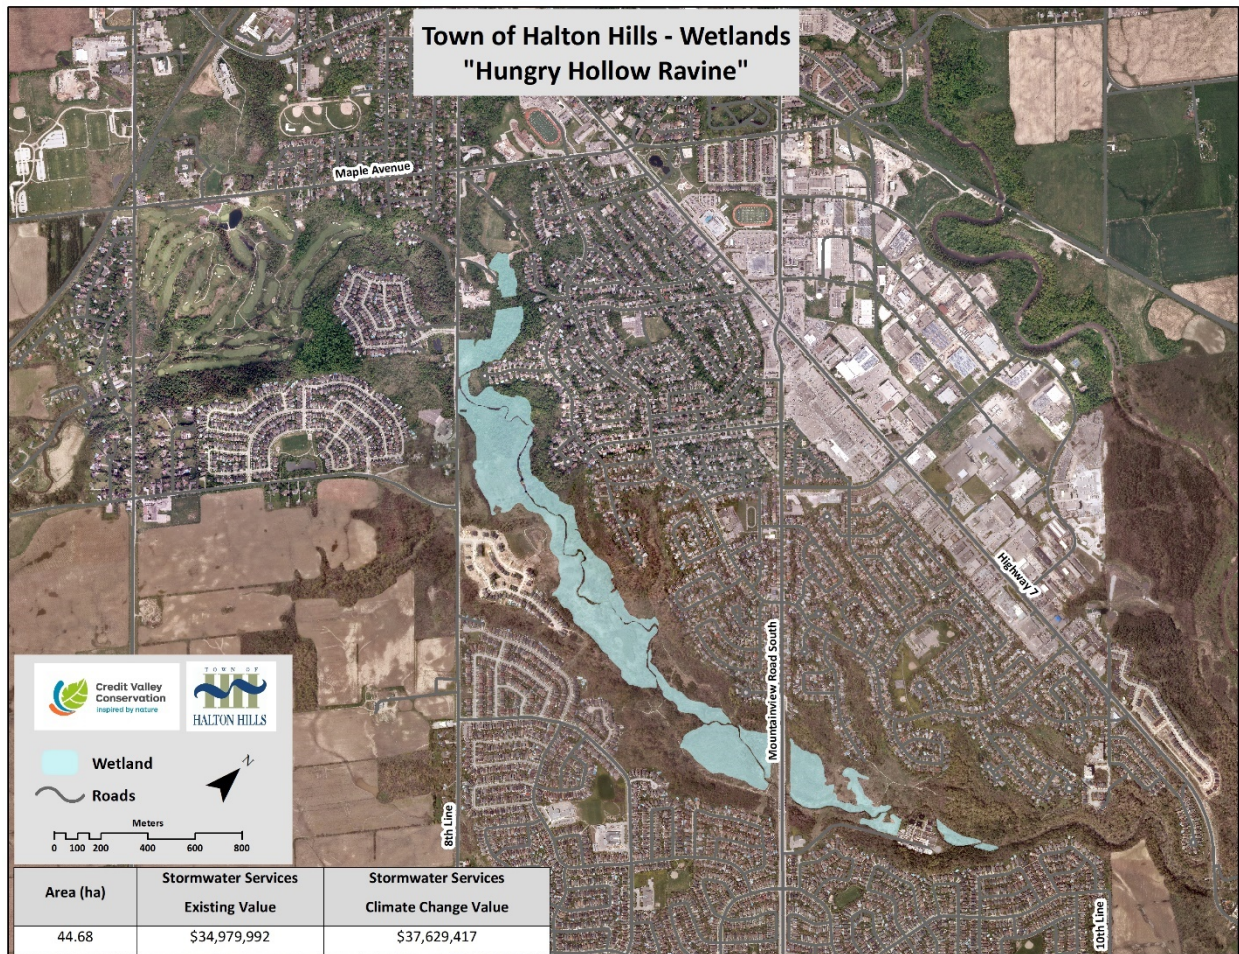 Town of Halton Hills - Wetlands
"Hungry Hollow Ravine"
Maple Avenue
Highway 7
Mountainview Road South
8th Line
10th Line
Credit Valley
Conservation
inspired by nature
TOWN OF
HALTON HILLS
Wetland
Roads
N
Meters
0 100 200 400 600 800
Area (ha)
Stormwater Services
Existing Value
Stormwater Services
Climate Change Value
44.68
$34,979,992
$37,629,417